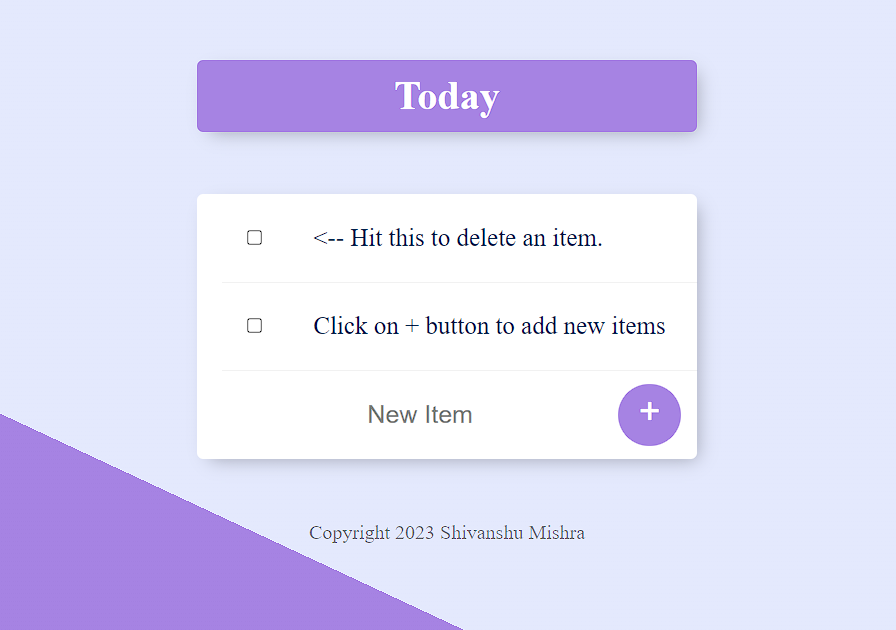 Today
<-- Hit this to delete an item.
Click on + button to add new items
New Item
+
Copyright 2023 Shivanshu Mishra